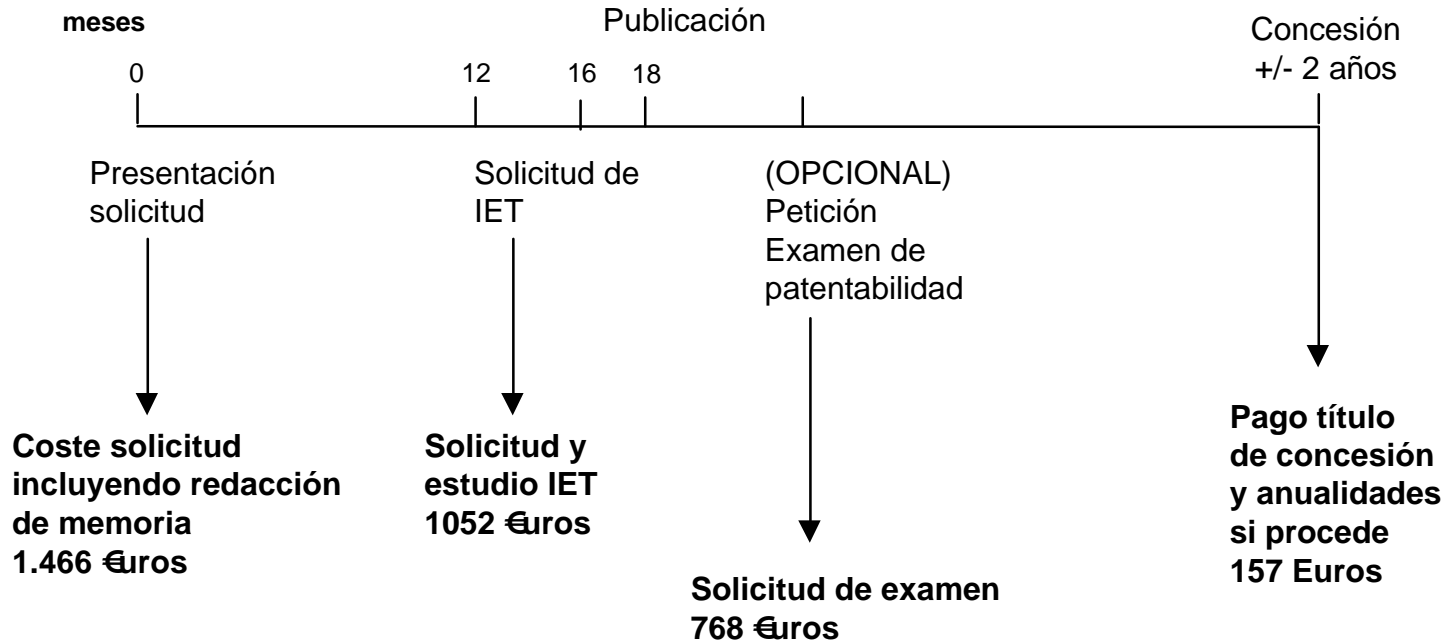 meses
Publicación
Concesión
+/- 2 años
0
12
16
18
Presentación
solicitud
Solicitud de
IET
(OPCIONAL)
Petición
Examen de
patentabilidad
Coste solicitud
incluyendo redacción
de memoria
1.466 €uros
Solicitud y
estudio IET
1052 €uros
Solicitud de examen
768 €uros
Pago título
de concesión
y anualidades
si procede
157 Euros